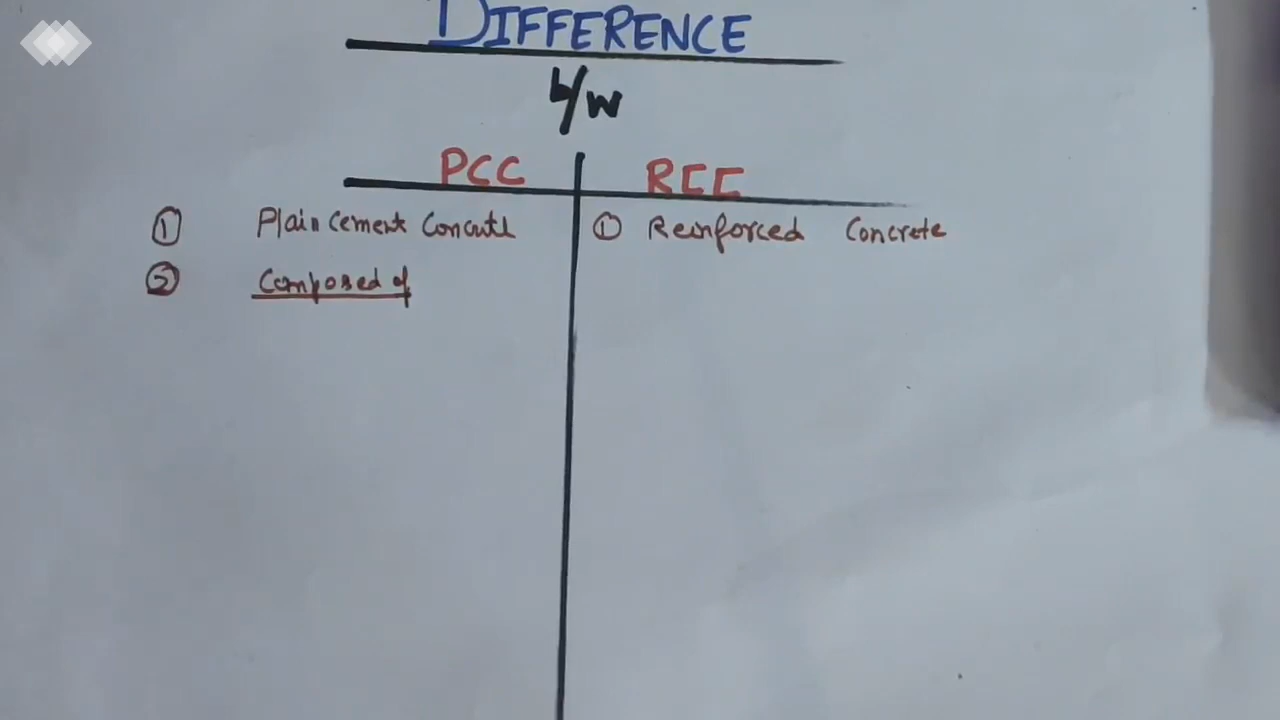 DIFFERENCE
b/w
PCC RCC
① Plain cement Concrete ① Reinforced Concrete
② Composed of